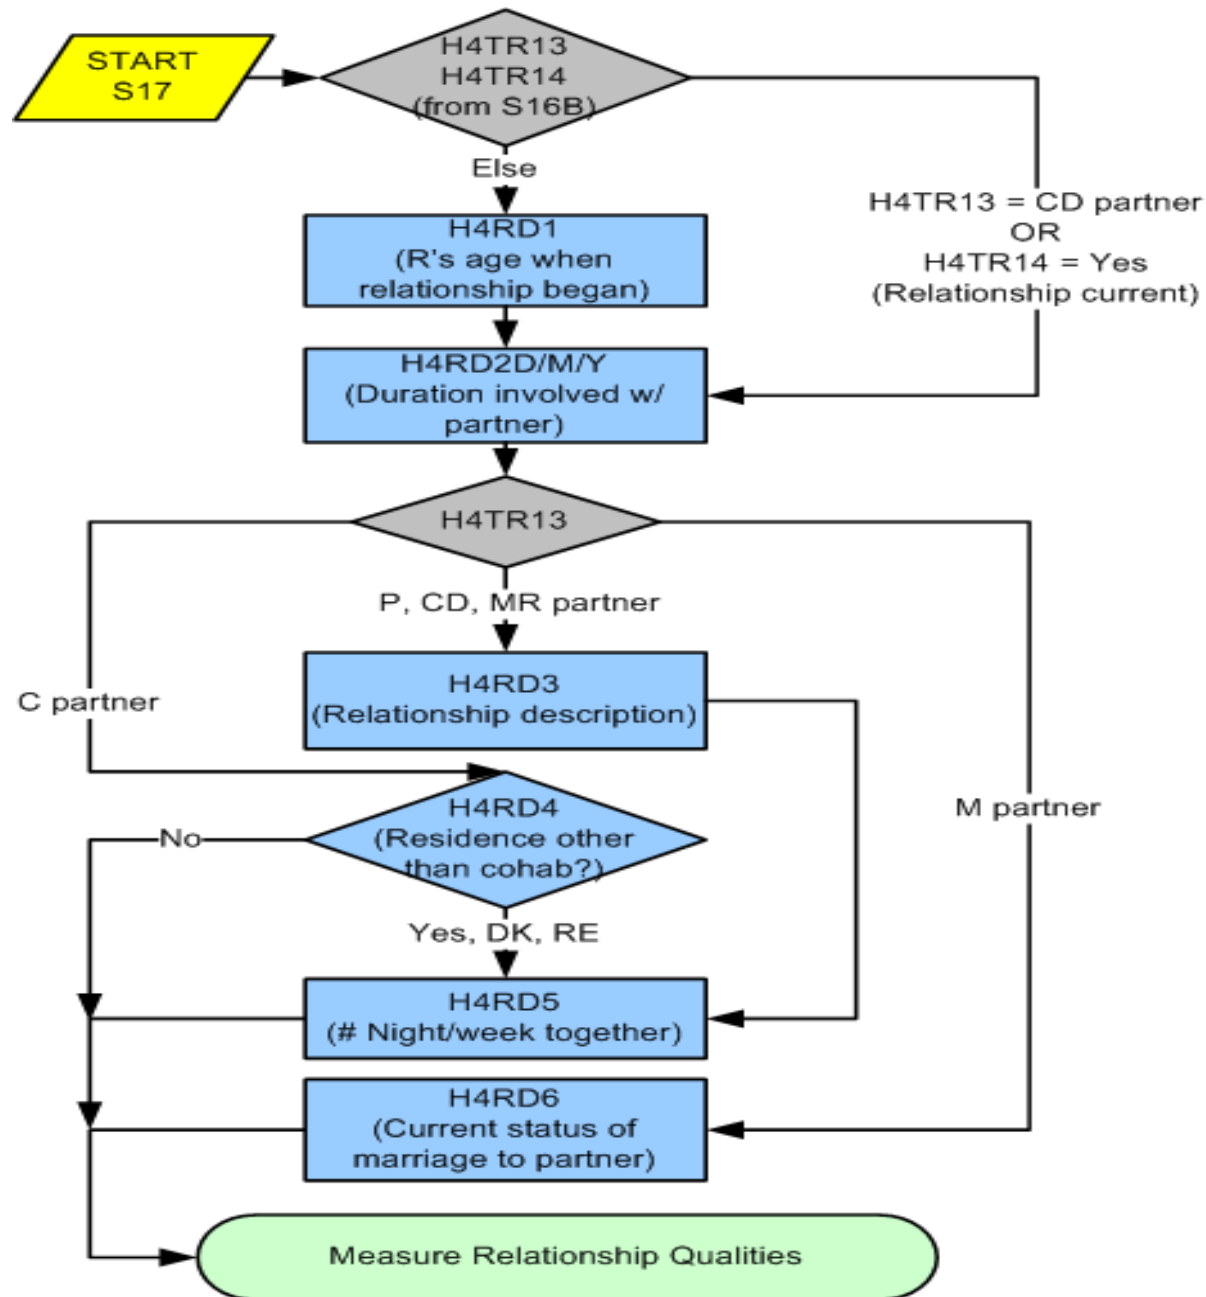 START
S17
H4TR13
H4TR14
(from S16B)
Else
H4RD1
(R's age when
relationship began)
H4TR13 = CD partner
OR
H4TR14 = Yes
(Relationship current)
H4RD2D/M/Y
(Duration involved w/
partner)
H4TR13
P, CD, MR partner
C partner
H4RD3
(Relationship description)
M partner
H4RD4
(Residence other
than cohab?)
No
Yes, DK, RE
H4RD5
(# Night/week together)
H4RD6
(Current status of
marriage to partner)
Measure Relationship Qualities